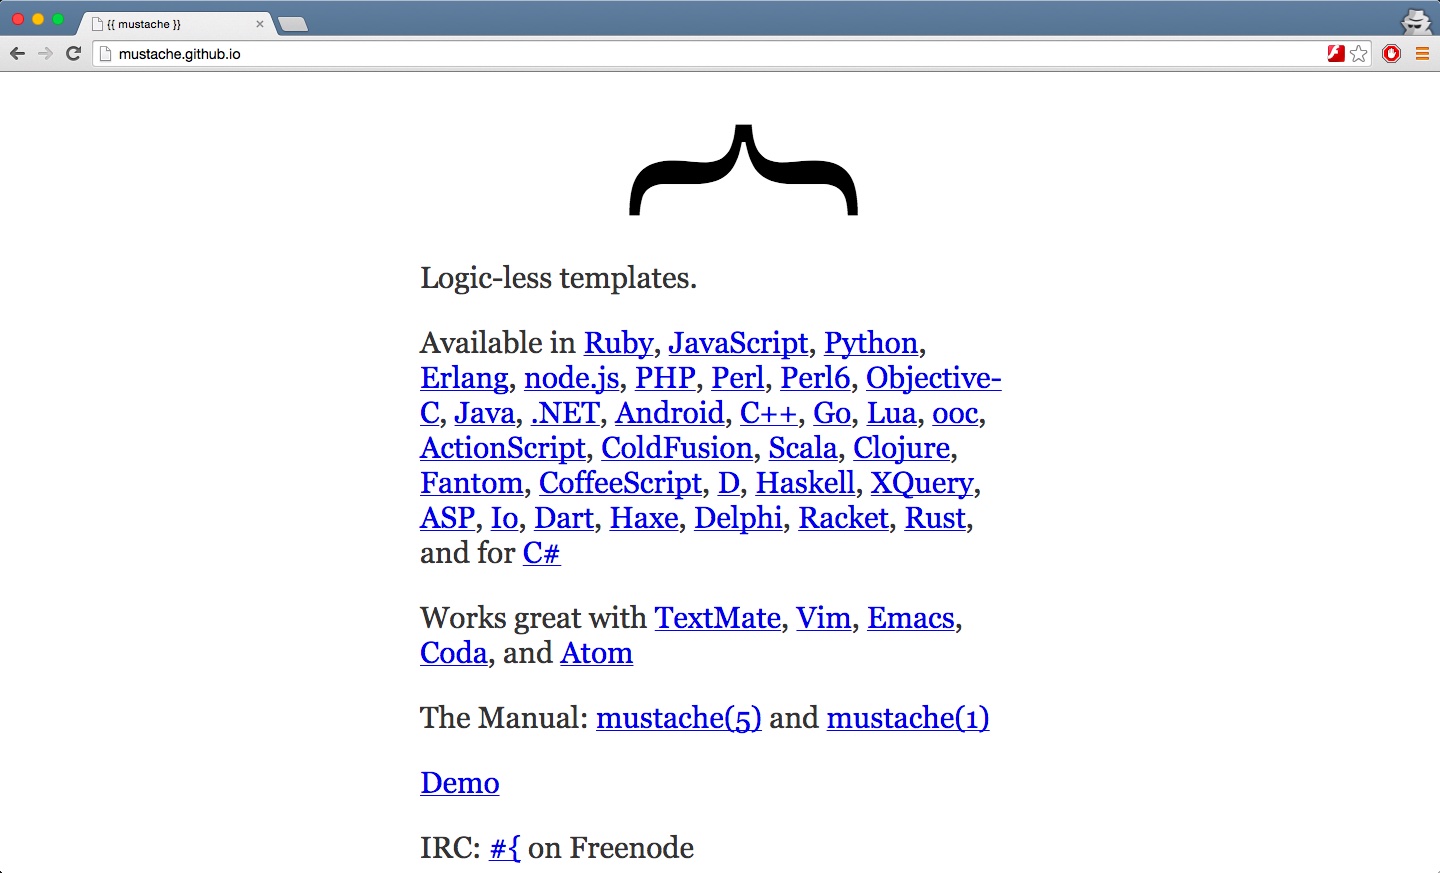 {{ mustache }}
mustache.github.io
{
Logic-less templates.
Available in Ruby, JavaScript, Python,
Erlang, node.js, PHP, Perl, Perl6, Objective-
C, Java, .NET, Android, C++, Go, Lua, ooc,
ActionScript, ColdFusion, Scala, Clojure,
Fantom, CoffeeScript, D, Haskell, XQuery,
ASP, Io, Dart, Haxe, Delphi, Racket, Rust,
and for C#
Works great with TextMate, Vim, Emacs,
Coda, and Atom
The Manual: mustache(5) and mustache(1)
Demo
IRC: #{ on Freenode